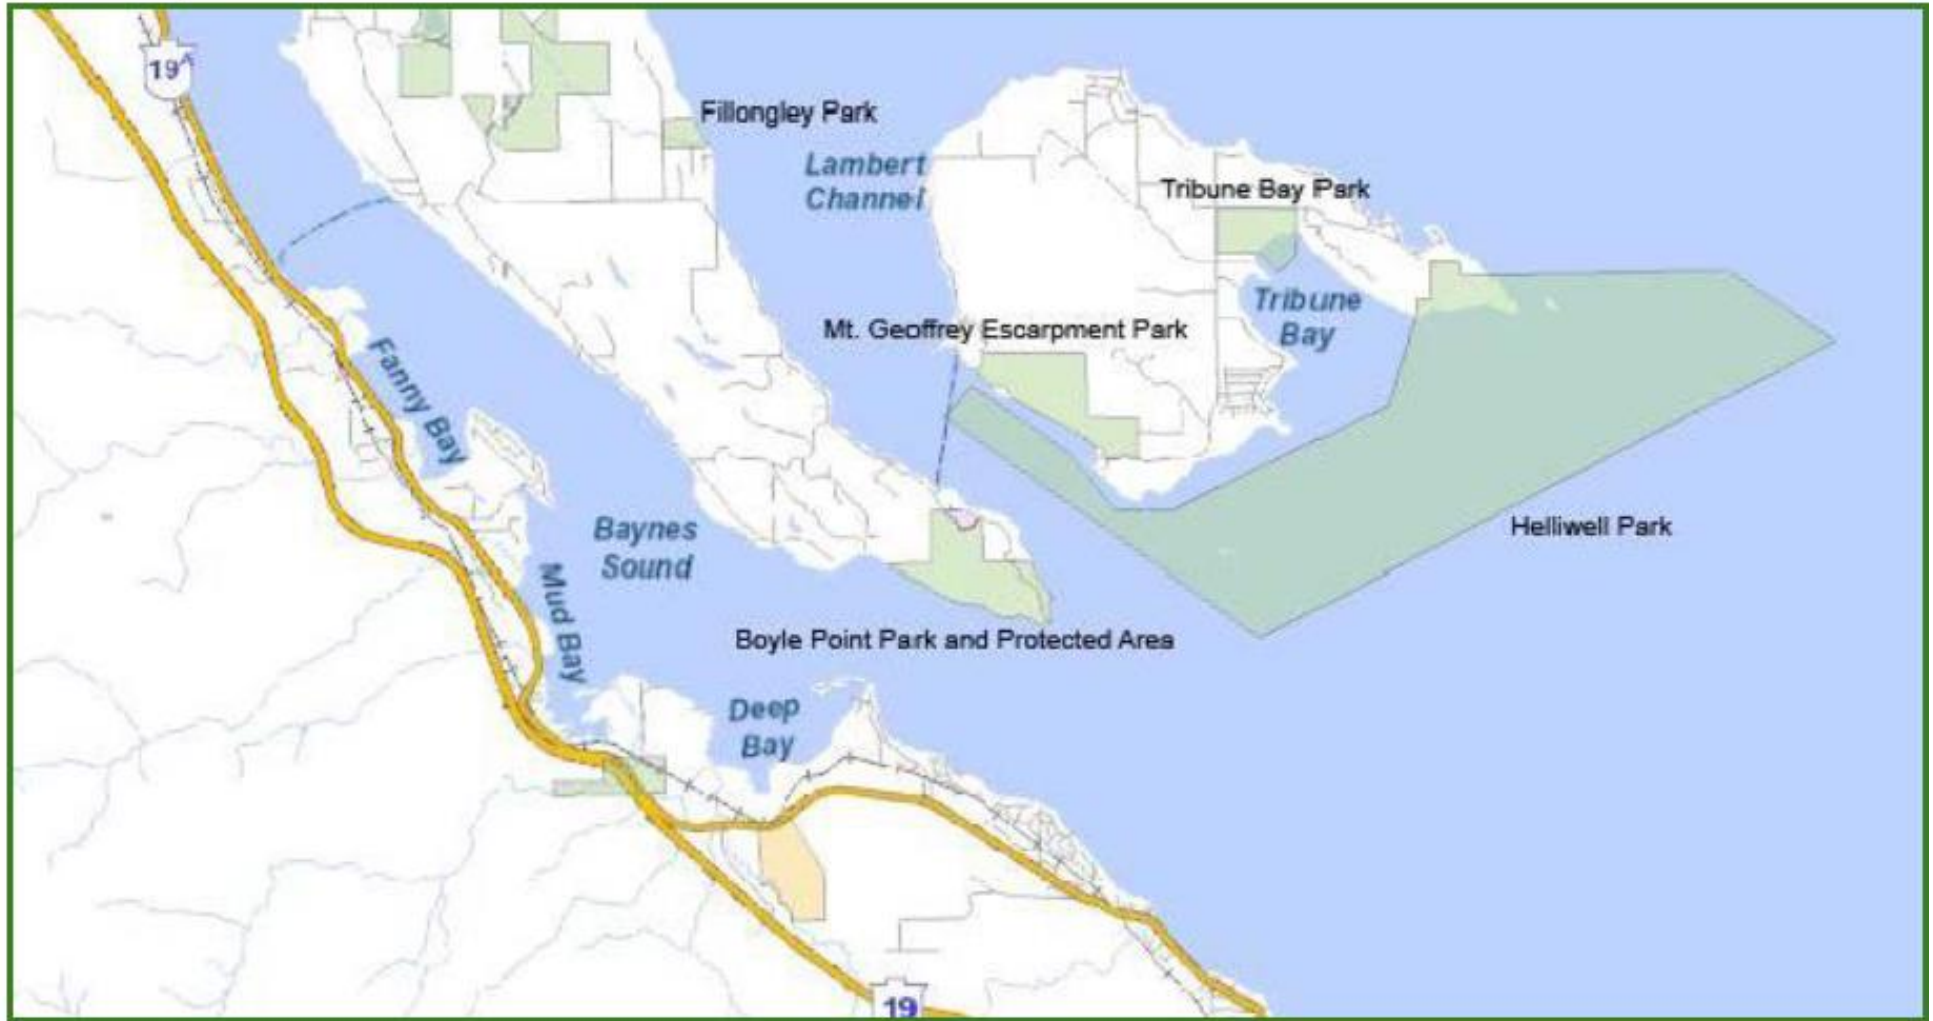 19A
Fillongley Park
Lambert
Channel
Tribune Bay Park
Tribune
Bay
Mt. Geoffrey Escarpment Park
Fanny Bay
Baynes
Sound
Helliwell Park
Mud Bay
Boyle Point Park and Protected Area
Deep
Bay
19